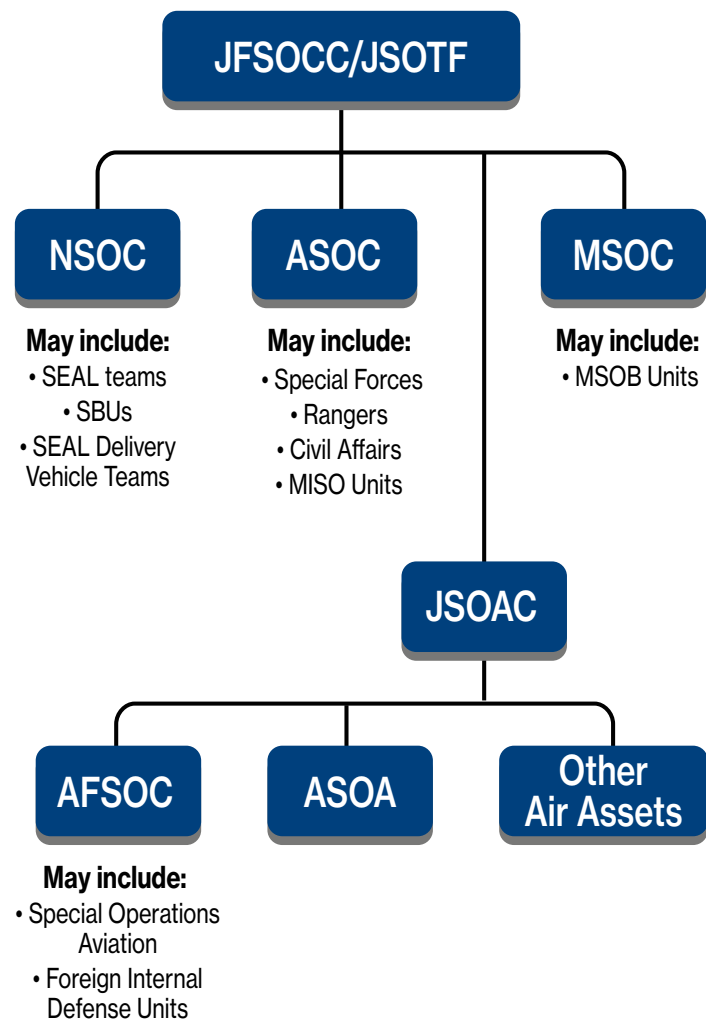 JFSOCC/JSOTF
NSOC
May include:
• SEAL teams
• SBUs
• SEAL Delivery
Vehicle Teams
ASOC
May include:
• Special Forces
• Rangers
• Civil Affairs
• MISO Units
MSOC
May include:
• MSOB Units
JSOAC
AFSOC
May include:
• Special Operations
Aviation
• Foreign Internal
Defense Units
ASOA
Other
Air Assets